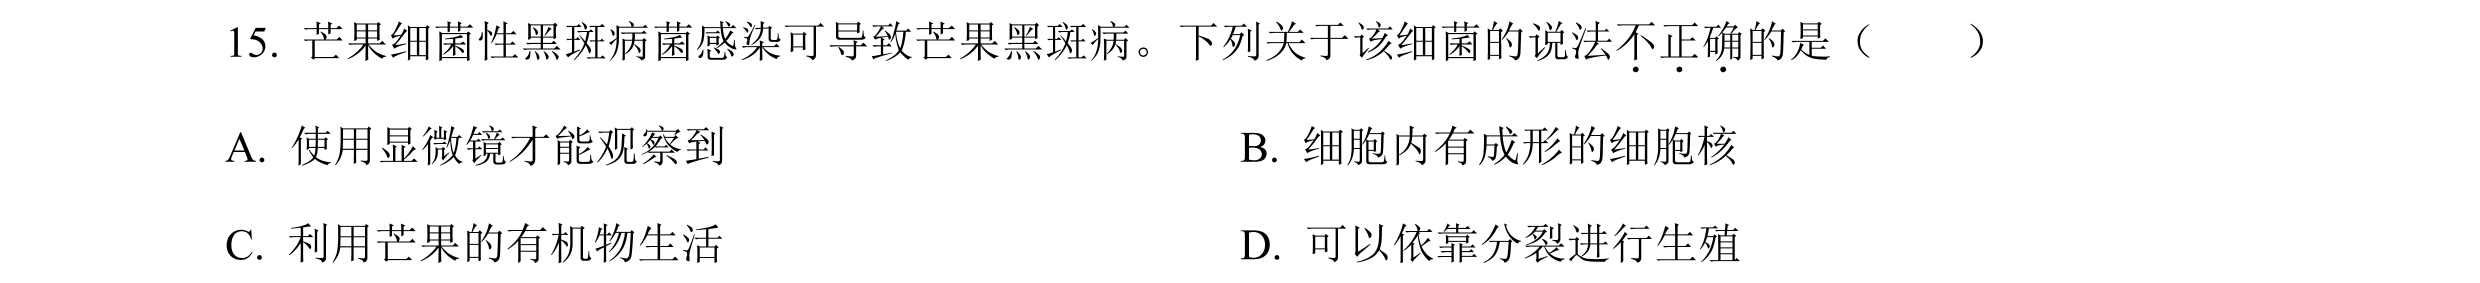 15. 芒果细菌性黑斑病菌感染可导致芒果黑斑病。下列关于该细菌的说法不正确的是（　　）
A. 使用显微镜才能观察到　　B. 细胞内有成形的细胞核
C. 利用芒果的有机物生活　　D. 可以依靠分裂进行生殖